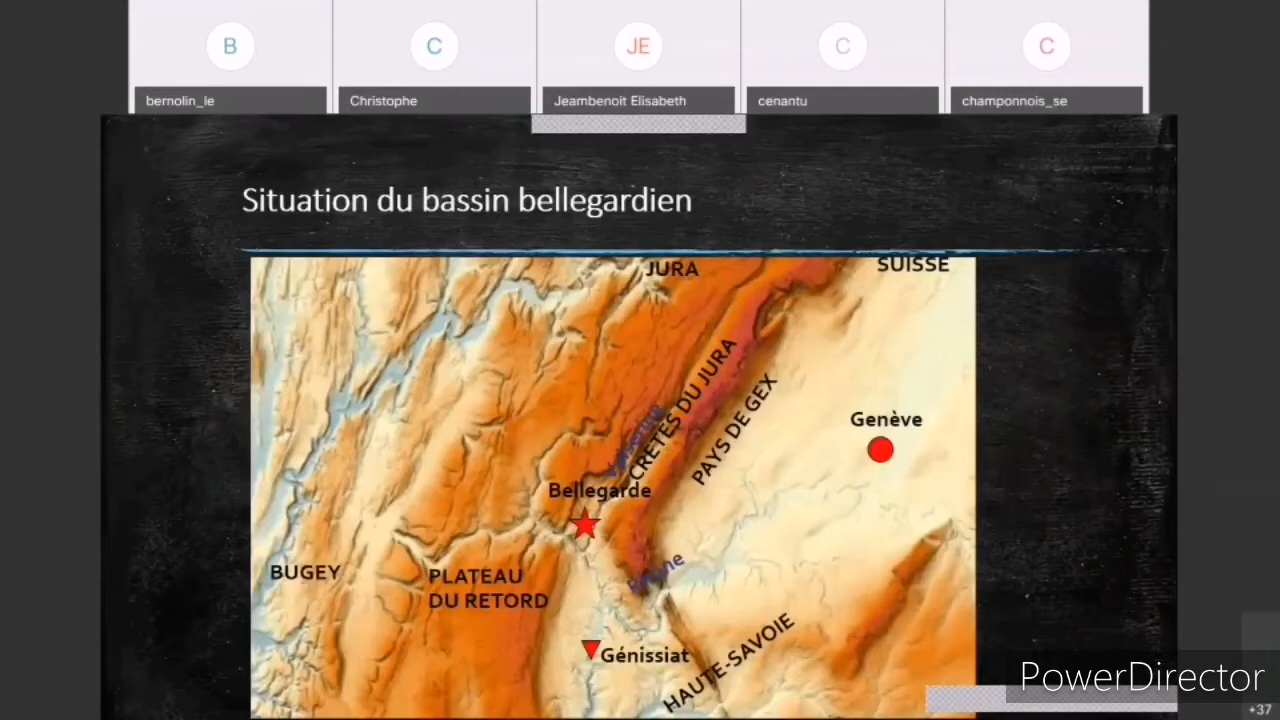 B
C
JE
C
C
bernolin_le
Christophe
Jeambenoit Elisabeth
cenantu
champonnois_se
Situation du bassin bellegardien
JURA
SUISSE
CRÊTES DU JURA
PAYS DE GEX
Genève
Bellegarde
Rhône
BUGEY
PLATEAU
DU RETORD
Génissiat
HAUTE-SAVOIE
PowerDirector
+37